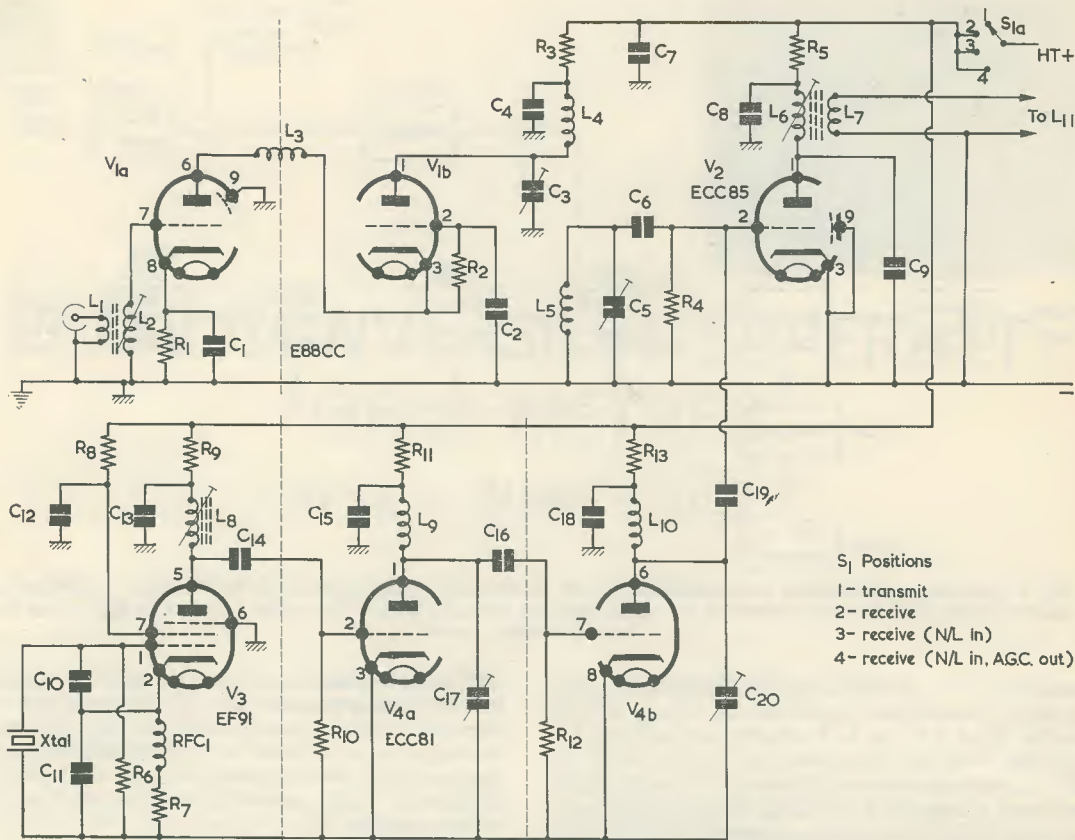 R3
C7
R5
1
2
3
4
S1a
HT+
C4
L4
C8
L6
L7
To L11
L3
V1a
6
9
7
8
1
V1b
2
3
C3
C6
V2
ECC85
1
2
9
3
L1
L2
R1
C1
E88CC
R2
C2
L5
C5
R4
C9
R8
R9
R11
R13
C12
C13
L8
C14
C15
L9
C16
C18
L10
C19
5
7
1
2
6
V3
EF91
1
2
3
V4a
ECC81
C17
6
7
8
V4b
C20
C10
C11
Xtal
RFC1
R6
R7
R10
R12
S1 Positions
1 - transmit
2 - receive
3 - receive (N/L in)
4 - receive (N/L in, A.G.C. out)